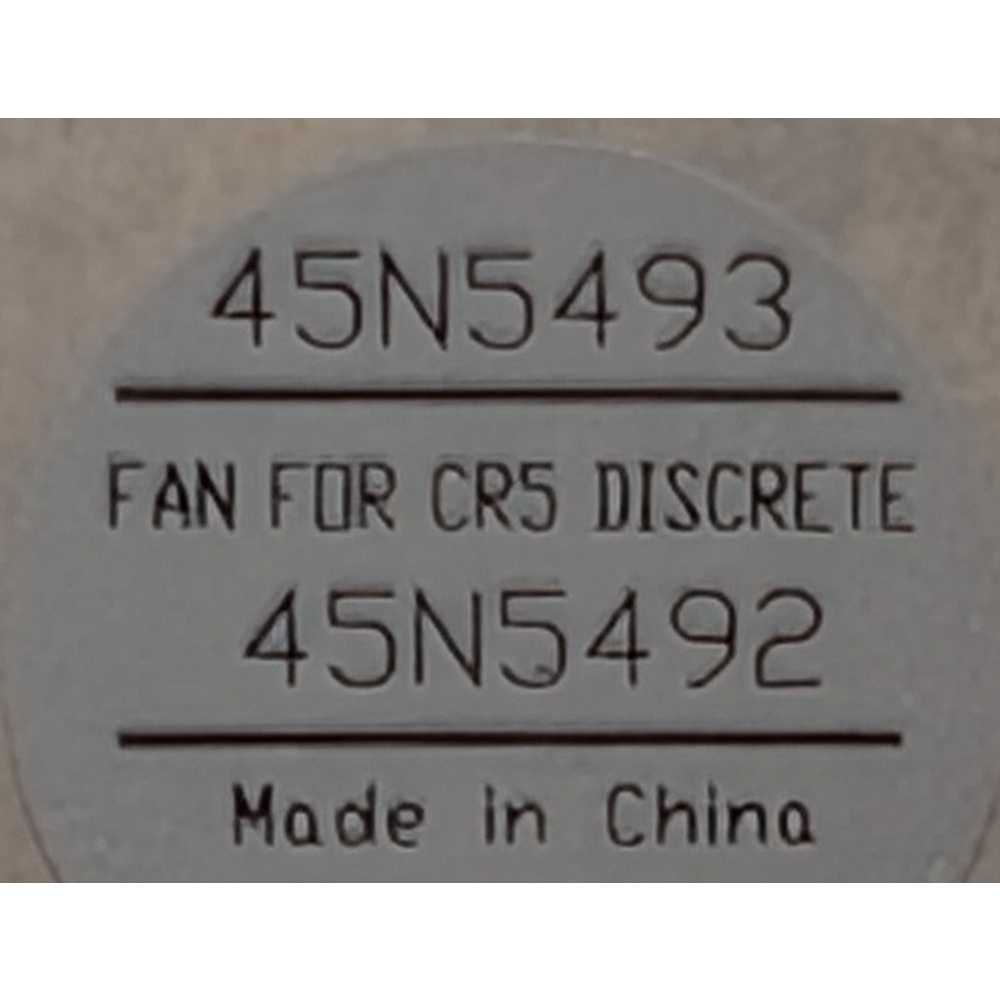 45N5493
FAN FOR CR5 DISCRETE
45N5492
Made in China